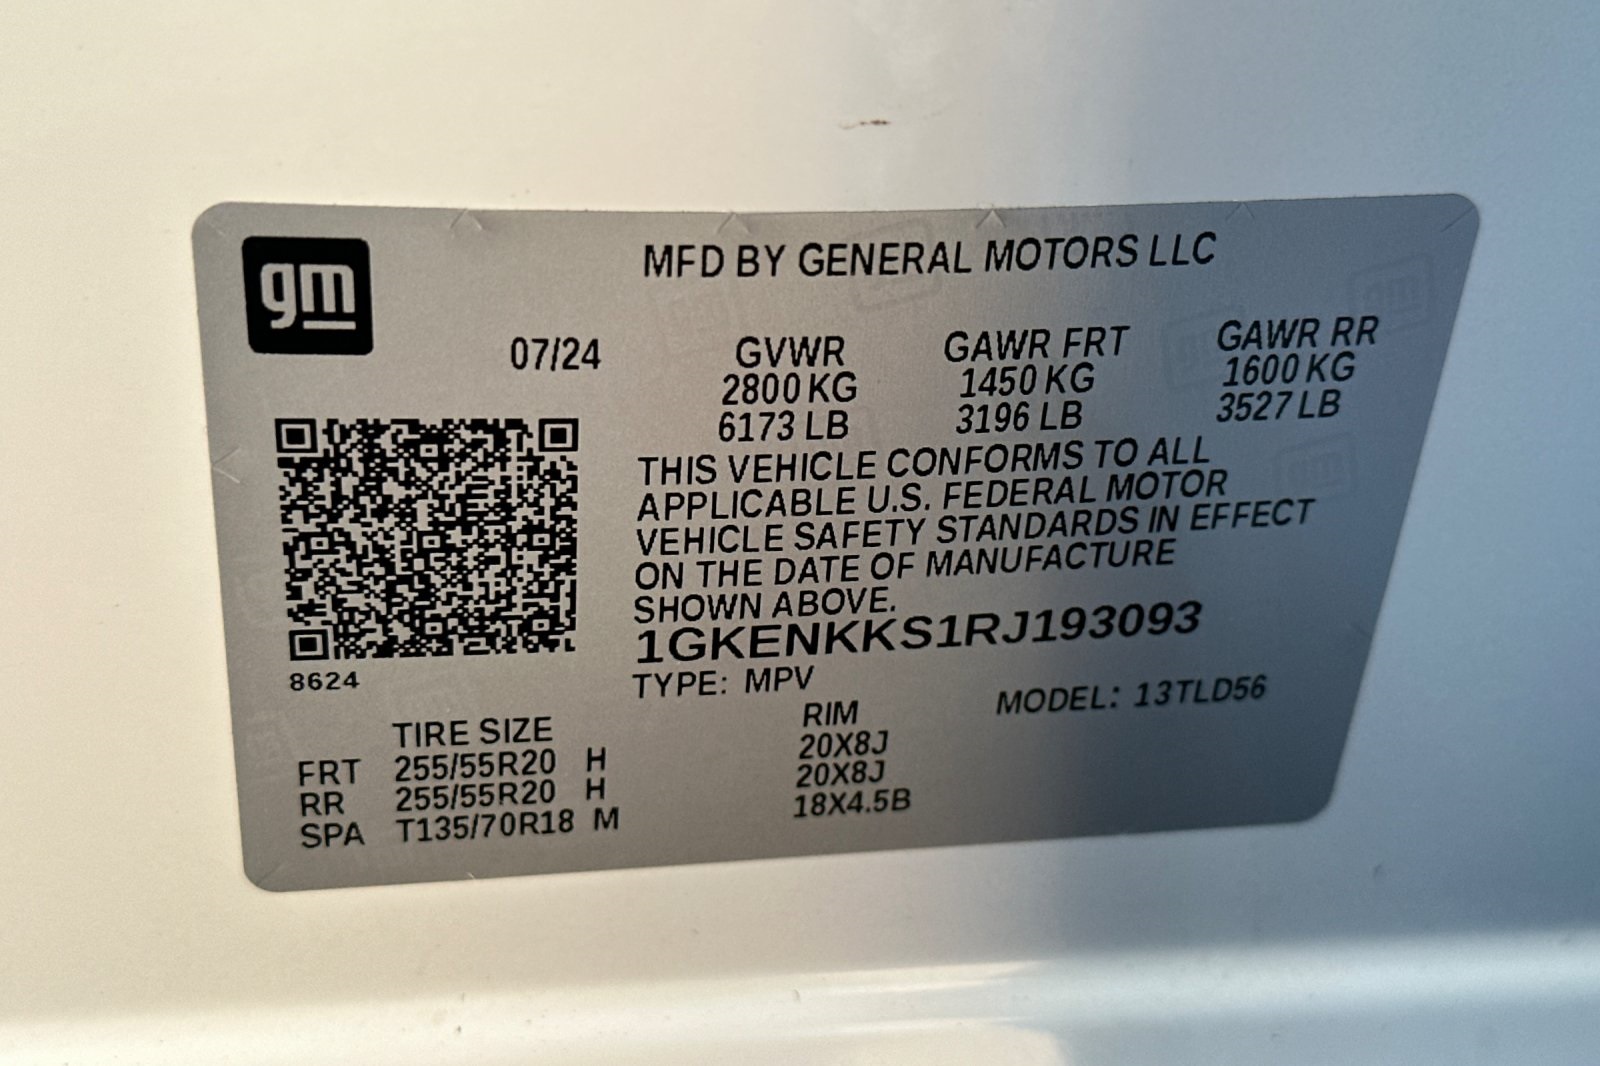 gm
MFD BY GENERAL MOTORS LLC
07/24 GVWR GAWR FRT GAWR RR
2800 KG 1450 KG 1600 KG
6173 LB 3196 LB 3527 LB
THIS VEHICLE CONFORMS TO ALL
APPLICABLE U.S. FEDERAL MOTOR
VEHICLE SAFETY STANDARDS IN EFFECT
ON THE DATE OF MANUFACTURE
SHOWN ABOVE.
1GKENKKS1RJ193093
8624
TYPE: MPV MODEL: 13TLD56
TIRE SIZE RIM
FRT 255/55R20 H 20X8J
RR 255/55R20 H 20X8J
SPA T135/70R18 M 18X4.5B